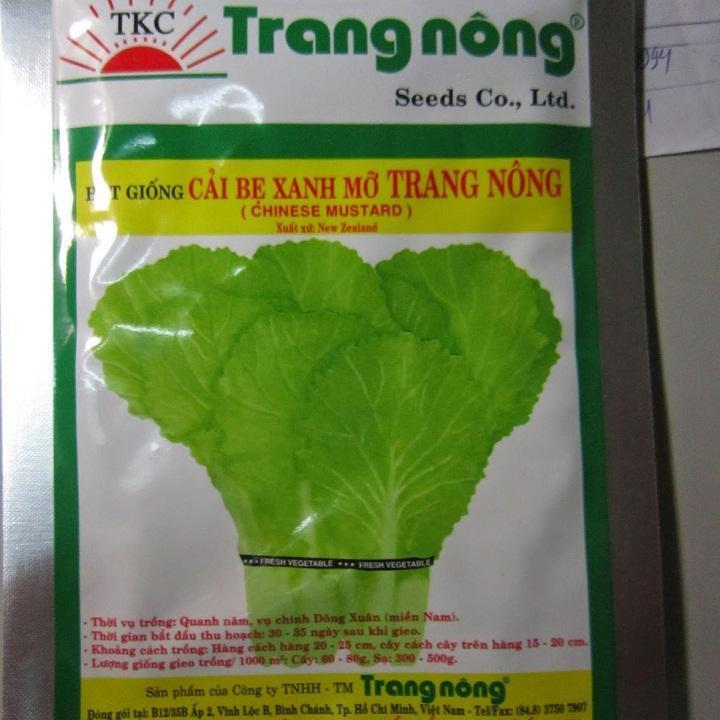 TKC
Trang nông®
Seeds Co., Ltd.
GIỐNG CẢI BẸ XANH MỠ TRANG NÔNG
( CHINESE MUSTARD )
Xuất xứ: New Zealand
FRESH VEGETABLE *** FRESH VEGETABLE
- Thời vụ trồng: Quanh năm, vụ chính Đông Xuân (miền Nam).
- Thời gian bắt đầu thu hoạch: 30 - 35 ngày sau khi gieo.
- Khoảng cách trồng: Hàng cách hàng 20 - 25 cm, cây cách cây trên hàng 15 - 20 cm.
- Lượng giống gieo trồng/ 1000 m²: Cấy: 60 - 80g, Sạ: 300 - 500g.
Sản phẩm của Công ty TNHH - TM Trang nông®
Đóng gói tại: B12/35B Ấp 2, Vĩnh Lộc B, Bình Chánh, Tp. Hồ Chí Minh, Việt Nam - Tel/Fax: (84.8) 3750 7907